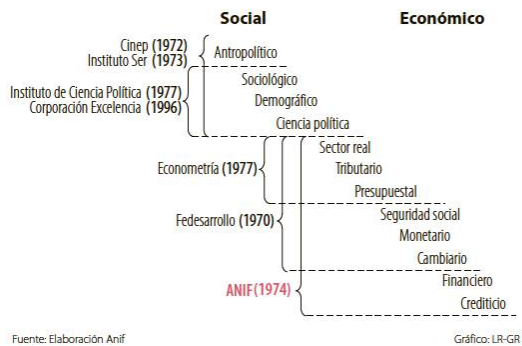 Social
Económico
Cinep (1972)
Instituto Ser (1973)
Antropolítico
Sociológico
Instituto de Ciencia Política (1977)
Corporación Excelencia (1996)
Demográfico
Ciencia política
Sector real
Econometría (1977)
Tributario
Presupuestal
Fedesarrollo (1970)
Seguridad social
Monetario
Cambiario
Financiero
ANIF (1974)
Crediticio
Fuente: Elaboración Anif
Gráfico: LR-GR